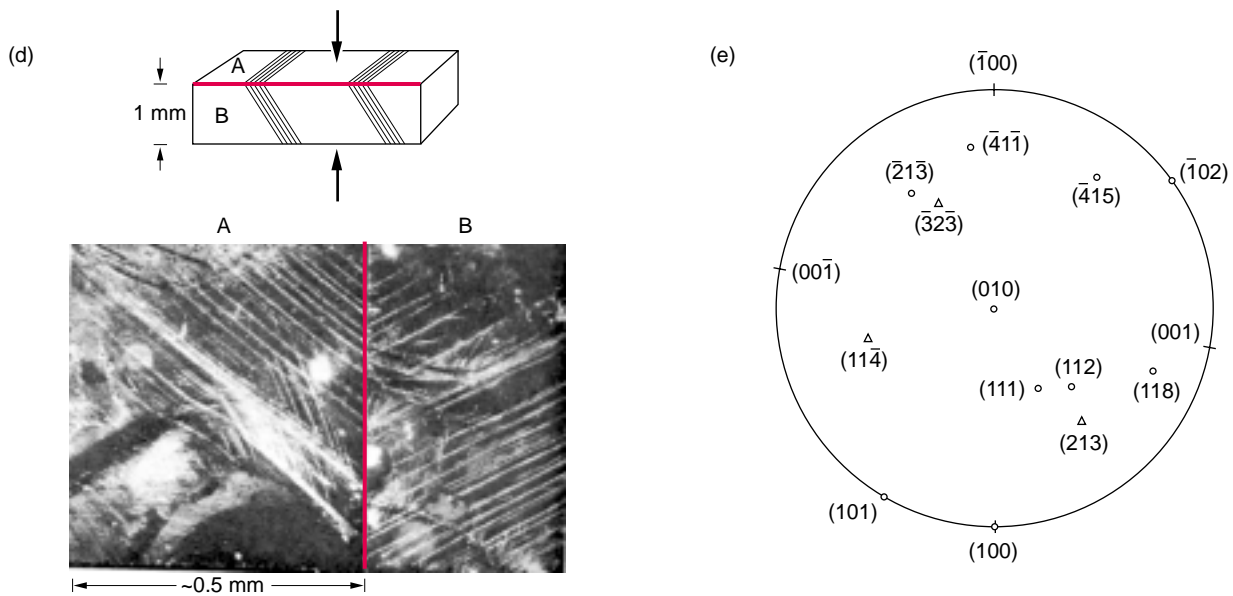 (d)
A
B
1 mm
A
B
~0.5 mm
(e)
(1̄00)
(4̄11̄)
(2̄13̄)
(3̄23̄)
(4̄15)
(1̄02)
(001̄)
(010)
(001)
(114̄)
(111)
(112)
(118)
(213)
(101)
(100)